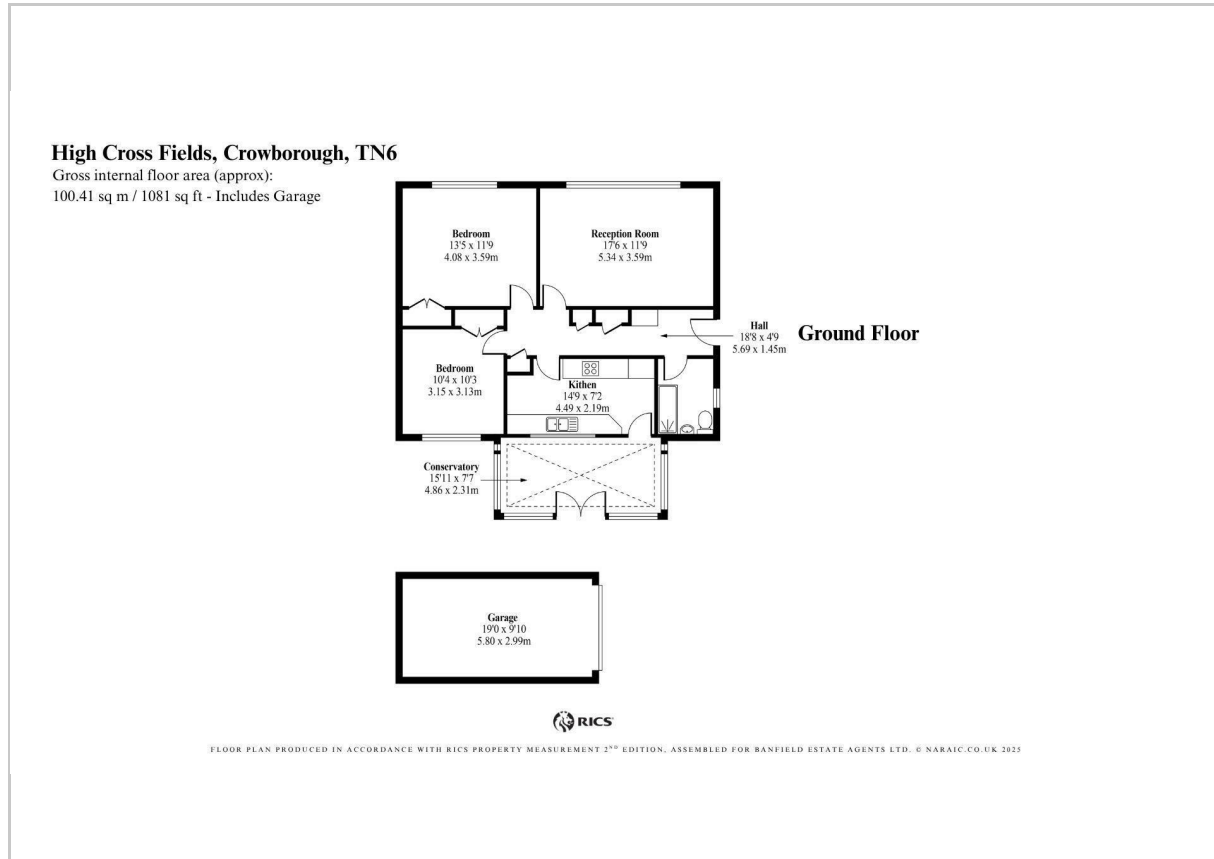 High Cross Fields, Crowborough, TN6
Gross internal floor area (approx):
100.41 sq m / 1081 sq ft - Includes Garage
Bedroom
13'5 x 11'9
4.08 x 3.59m
Reception Room
17'6 x 11'9
5.34 x 3.59m
Hall
18'8 x 4'9
5.69 x 1.45m
Ground Floor
Bedroom
10'4 x 10'3
3.15 x 3.13m
Kithen
14'9 x 7'2
4.49 x 2.19m
Conservatory
15'11 x 7'7
4.86 x 2.31m
Garage
19'0 x 9'10
5.80 x 2.99m
RICS
FLOOR PLAN PRODUCED IN ACCORDANCE WITH RICS PROPERTY MEASUREMENT 2ND EDITION, ASSEMBLED FOR BANFIELD ESTATE AGENTS LTD. © NARAIC.CO.UK 2025